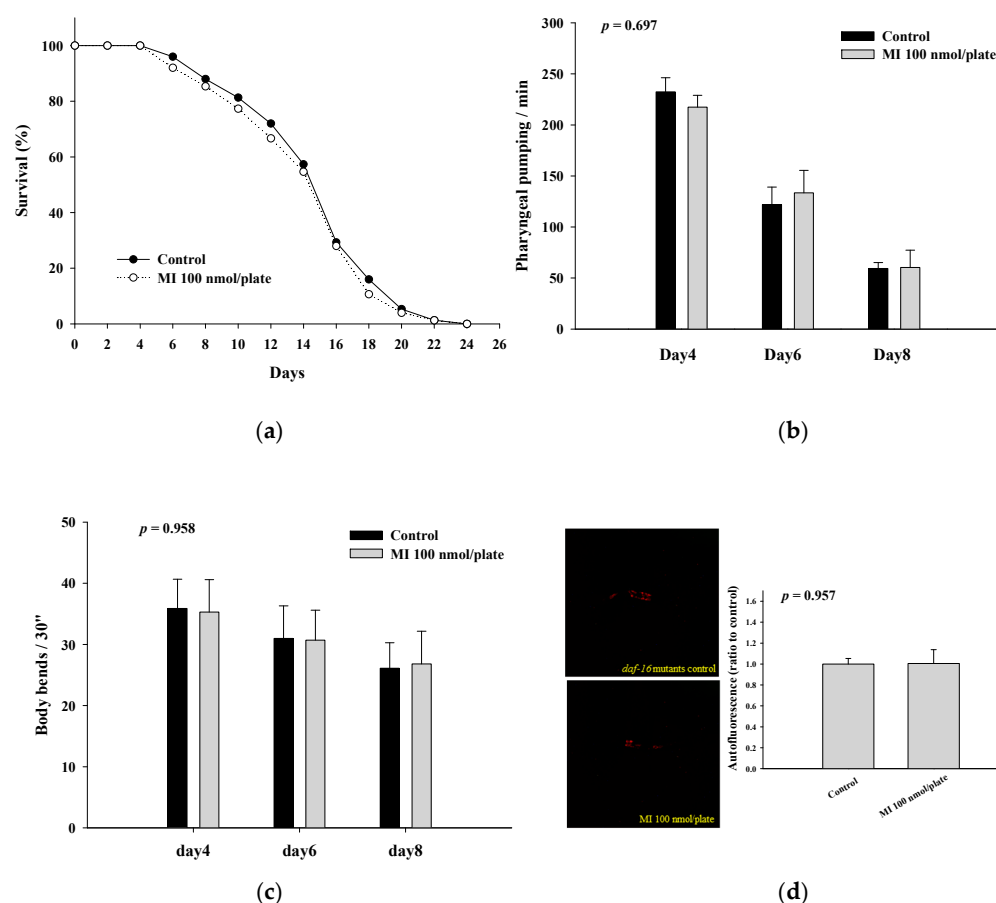 100
80
60
40
20
0
Survival (%)
Control
MI 100 nmol/plate
0 2 4 6 8 10 12 14 16 18 20 22 24 26
Days
(a)
p = 0.697
Control
MI 100 nmol/plate
300
250
200
150
100
50
0
Pharyngeal pumping / min
Day4 Day6 Day8
(b)
p = 0.958
Control
MI 100 nmol/plate
50
40
30
20
10
0
Body bends / 30"
day4 day6 day8
(c)
daf-16 mutants control
MI 100 nmol/plate
p = 0.957
1.6
1.4
1.2
1.0
0.8
0.6
0.4
0.2
0.0
Autofluorescence (ratio to control)
Control
MI 100 nmol/plate
(d)